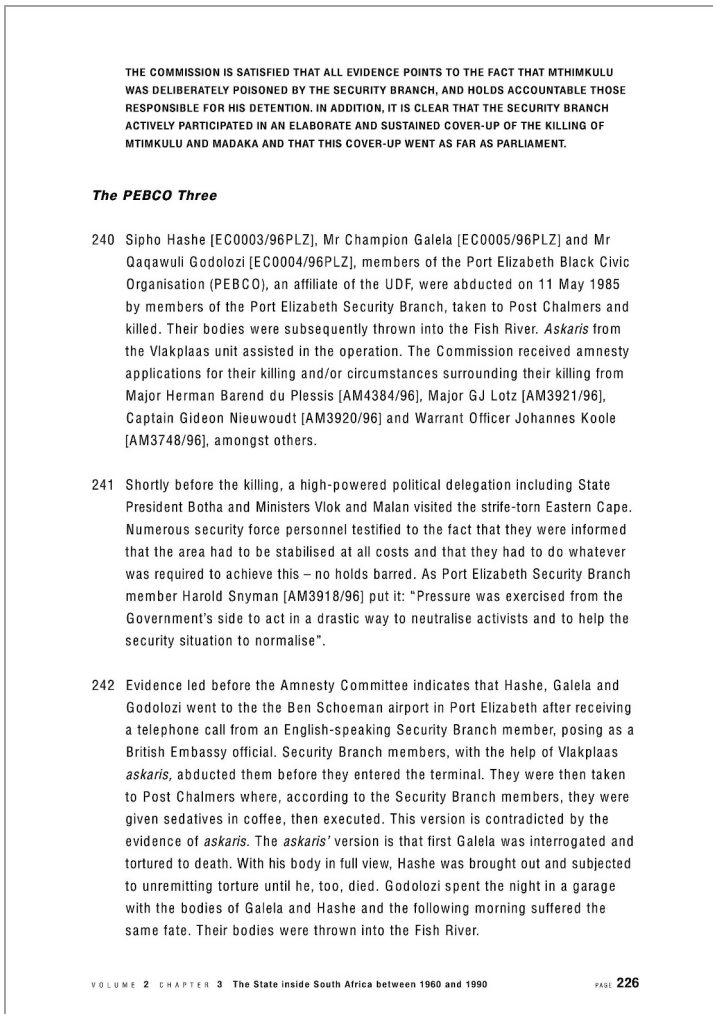 THE COMMISSION IS SATISFIED THAT ALL EVIDENCE POINTS TO THE FACT THAT MTHIMKULU
WAS DELIBERATELY POISONED BY THE SECURITY BRANCH, AND HOLDS ACCOUNTABLE THOSE
RESPONSIBLE FOR HIS DETENTION. IN ADDITION, IT IS CLEAR THAT THE SECURITY BRANCH
ACTIVELY PARTICIPATED IN AN ELABORATE AND SUSTAINED COVER-UP OF THE KILLING OF
MTIMKULU AND MADAKA AND THAT THIS COVER-UP WENT AS FAR AS PARLIAMENT.
The PEBCO Three
240 Sipho Hashe [EC0003/96PLZ], Mr Champion Galela [EC0005/96PLZ] and Mr
Qaqawuli Godolozi [EC0004/96PLZ], members of the Port Elizabeth Black Civic
Organisation (PEBCO), an affiliate of the UDF, were abducted on 11 May 1985
by members of the Port Elizabeth Security Branch, taken to Post Chalmers and
killed. Their bodies were subsequently thrown into the Fish River. Askaris from
the Vlakplaas unit assisted in the operation. The Commission received amnesty
applications for their killing and/or circumstances surrounding their killing from
Major Herman Barend du Plessis [AM4384/96], Major GJ Lotz [AM3921/96],
Captain Gideon Nieuwoudt [AM3920/96] and Warrant Officer Johannes Koole
[AM3748/96], amongst others.
241 Shortly before the killing, a high-powered political delegation including State
President Botha and Ministers Vlok and Malan visited the strife-torn Eastern Cape.
Numerous security force personnel testified to the fact that they were informed
that the area had to be stabilised at all costs and that they had to do whatever
was required to achieve this – no holds barred. As Port Elizabeth Security Branch
member Harold Snyman [AM3918/96] put it: “Pressure was exercised from the
Government’s side to act in a drastic way to neutralise activists and to help the
security situation to normalise”.
242 Evidence led before the Amnesty Committee indicates that Hashe, Galela and
Godolozi went to the the Ben Schoeman airport in Port Elizabeth after receiving
a telephone call from an English-speaking Security Branch member, posing as a
British Embassy official. Security Branch members, with the help of Vlakplaas
askaris, abducted them before they entered the terminal. They were then taken
to Post Chalmers where, according to the Security Branch members, they were
given sedatives in coffee, then executed. This version is contradicted by the
evidence of askaris. The askaris’ version is that first Galela was interrogated and
tortured to death. With his body in full view, Hashe was brought out and subjected
to unremitting torture until he, too, died. Godolozi spent the night in a garage
with the bodies of Galela and Hashe and the following morning suffered the
same fate. Their bodies were thrown into the Fish River.
VOLUME 2 CHAPTER 3 The State inside South Africa between 1960 and 1990 PAGE 226